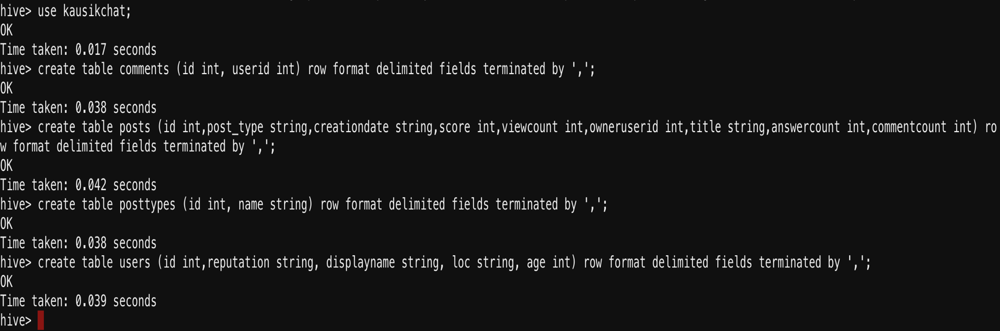 hive> use kausikchat;
OK
Time taken: 0.017 seconds
hive> create table comments (id int, userid int) row format delimited fields terminated by ',';
OK
Time taken: 0.038 seconds
hive> create table posts (id int,post_type string,creationdate string,score int,viewcount int,owneruserid int,title string,answercount int,commentcount int) ro
w format delimited fields terminated by ',';
OK
Time taken: 0.042 seconds
hive> create table posttypes (id int, name string) row format delimited fields terminated by ',';
OK
Time taken: 0.038 seconds
hive> create table users (id int,reputation string, displayname string, loc string, age int) row format delimited fields terminated by ',';
OK
Time taken: 0.039 seconds
hive>